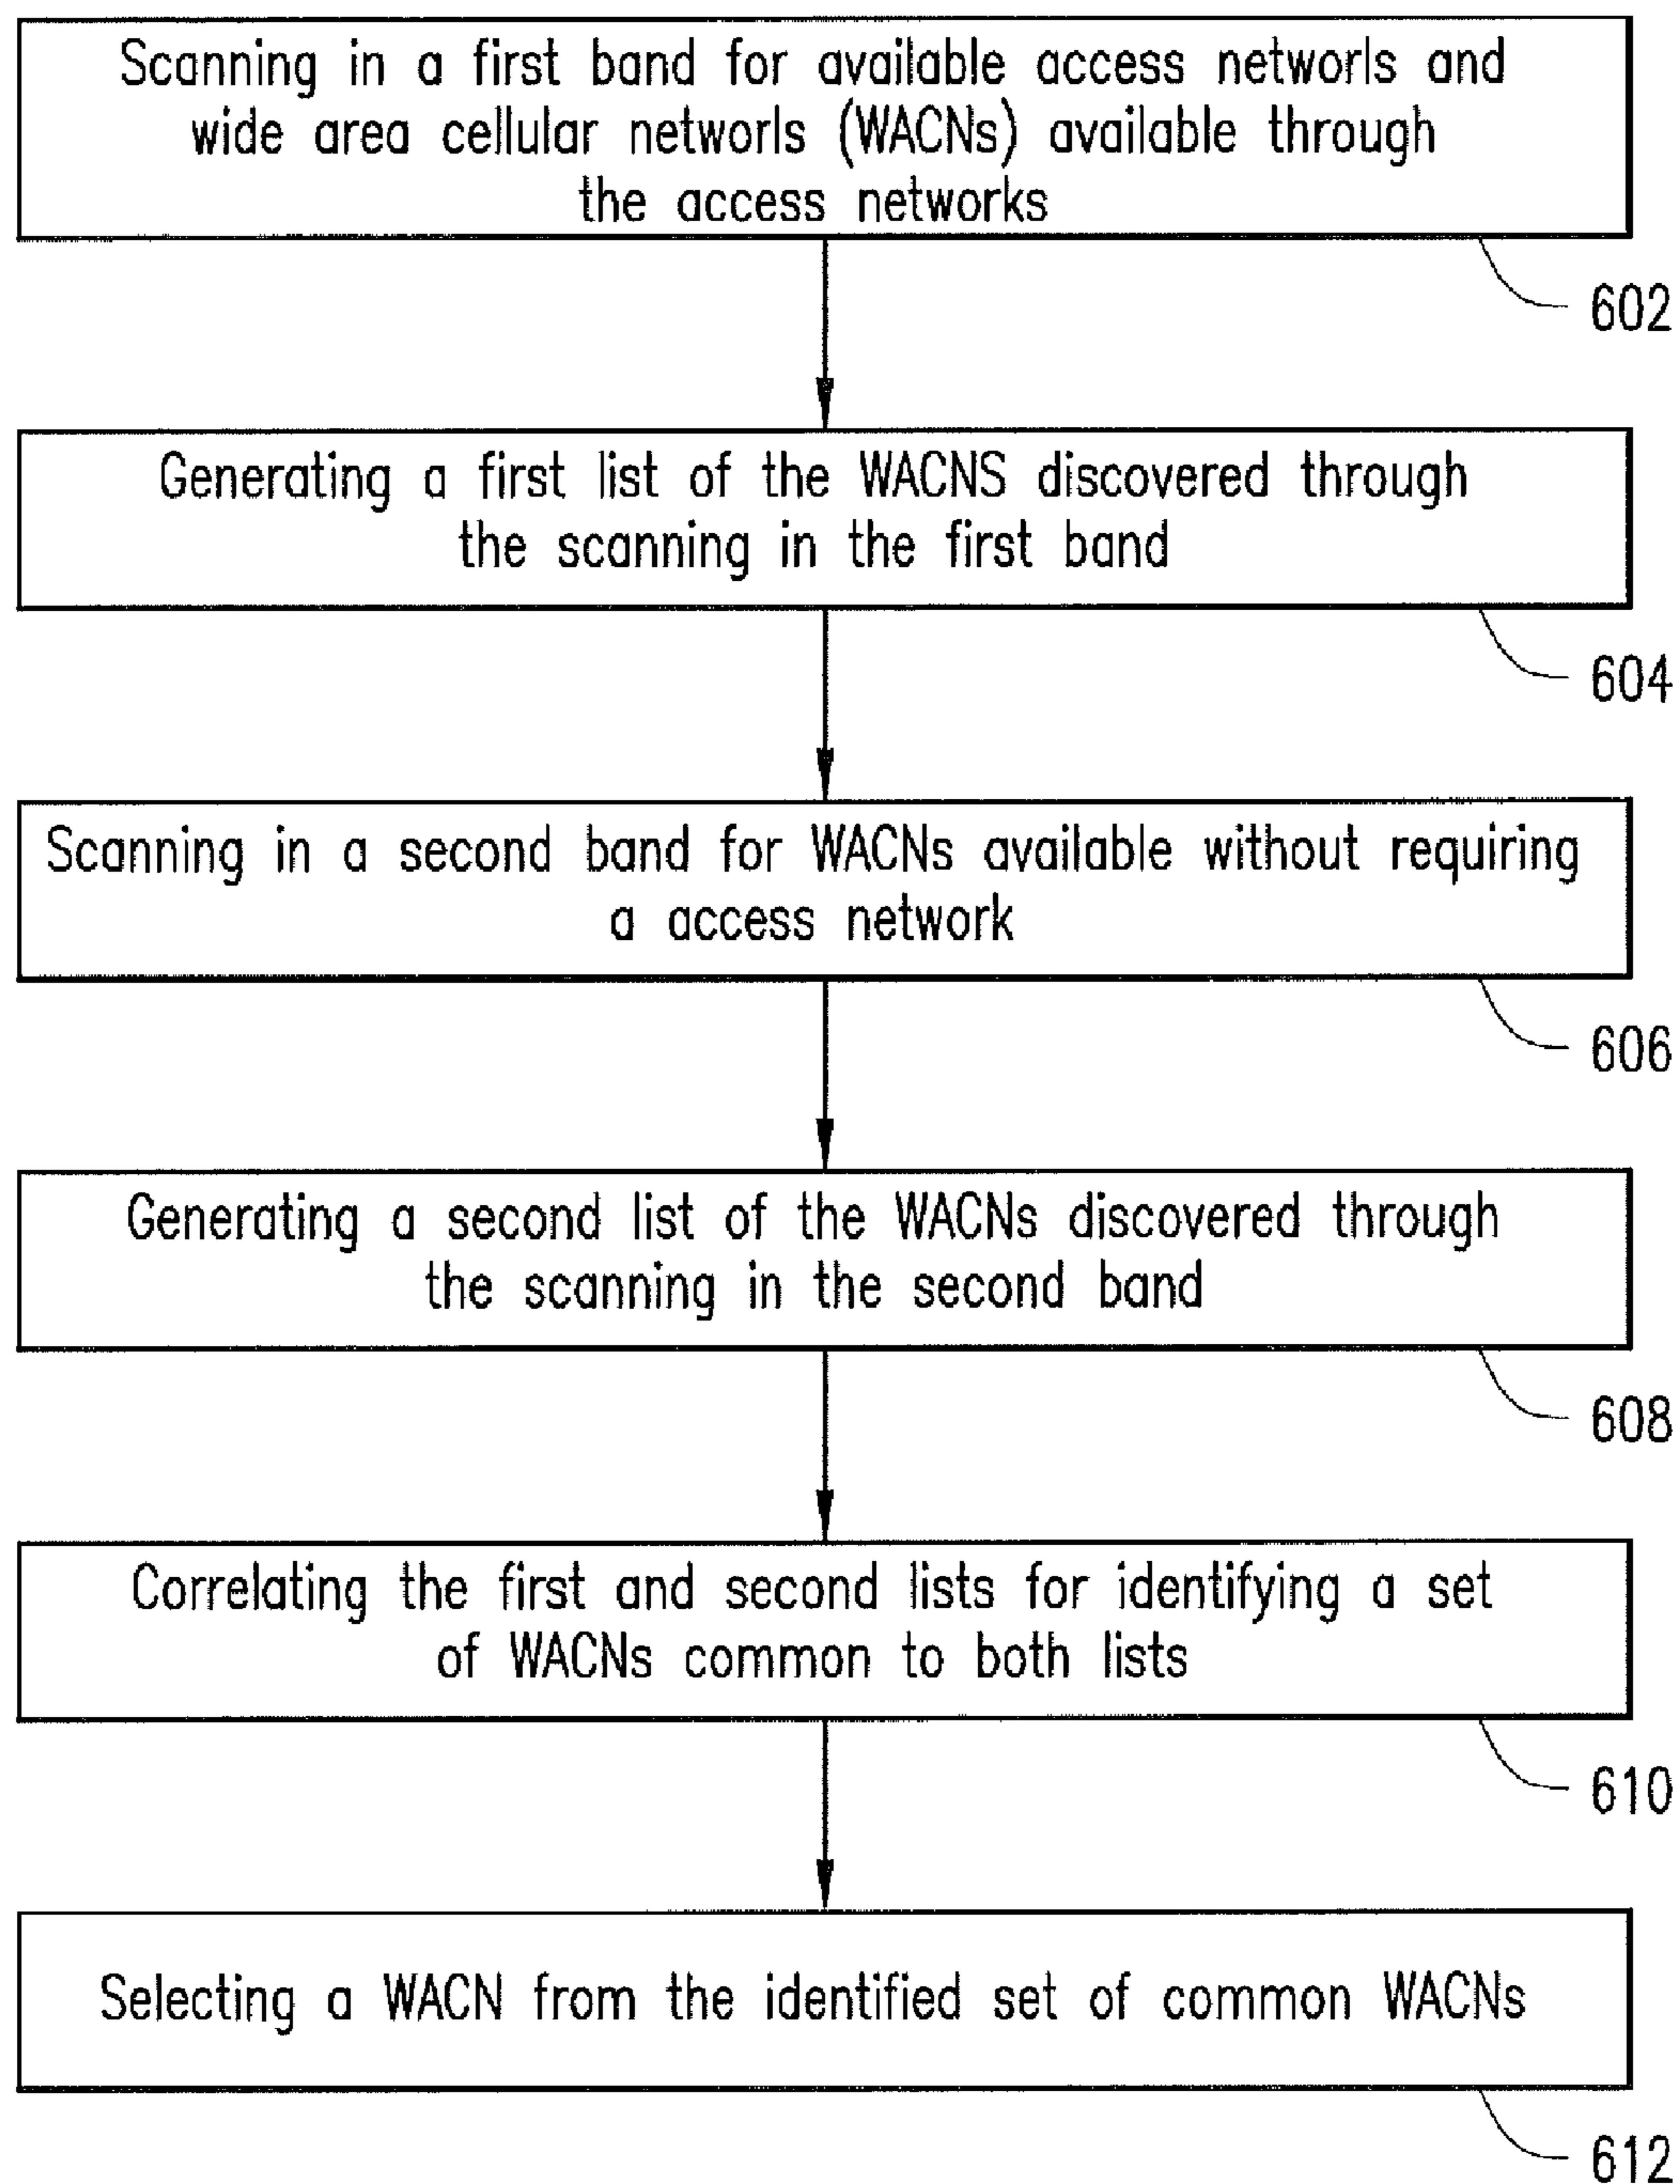 Scanning in a first band for available access networls and
wide area cellular networls (WACNs) available through
the access networks
602
Generating a first list of the WACNS discovered through
the scanning in the first band
604
Scanning in a second band for WACNs available without requiring
a access network
606
Generating a second list of the WACNs discovered through
the scanning in the second band
608
Correlating the first and second lists for identifying a set
of WACNs common to both lists
610
Selecting a WACN from the identified set of common WACNs
612